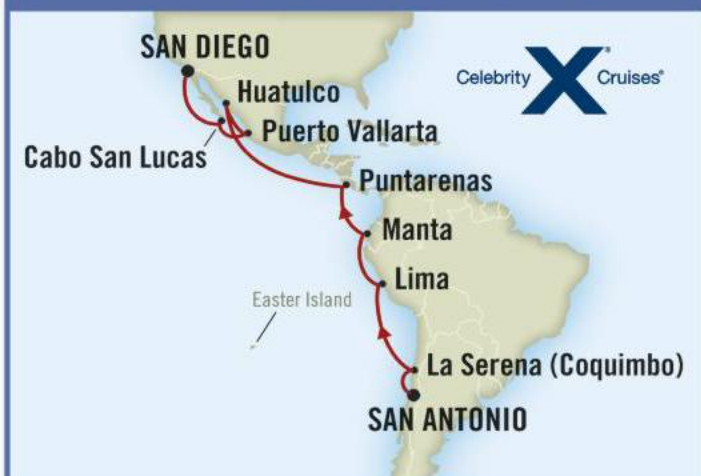 SAN DIEGO
Celebrity X® Cruises®
Huatulco
Puerto Vallarta
Cabo San Lucas
Puntarenas
Manta
Lima
Easter Island
La Serena (Coquimbo)
SAN ANTONIO